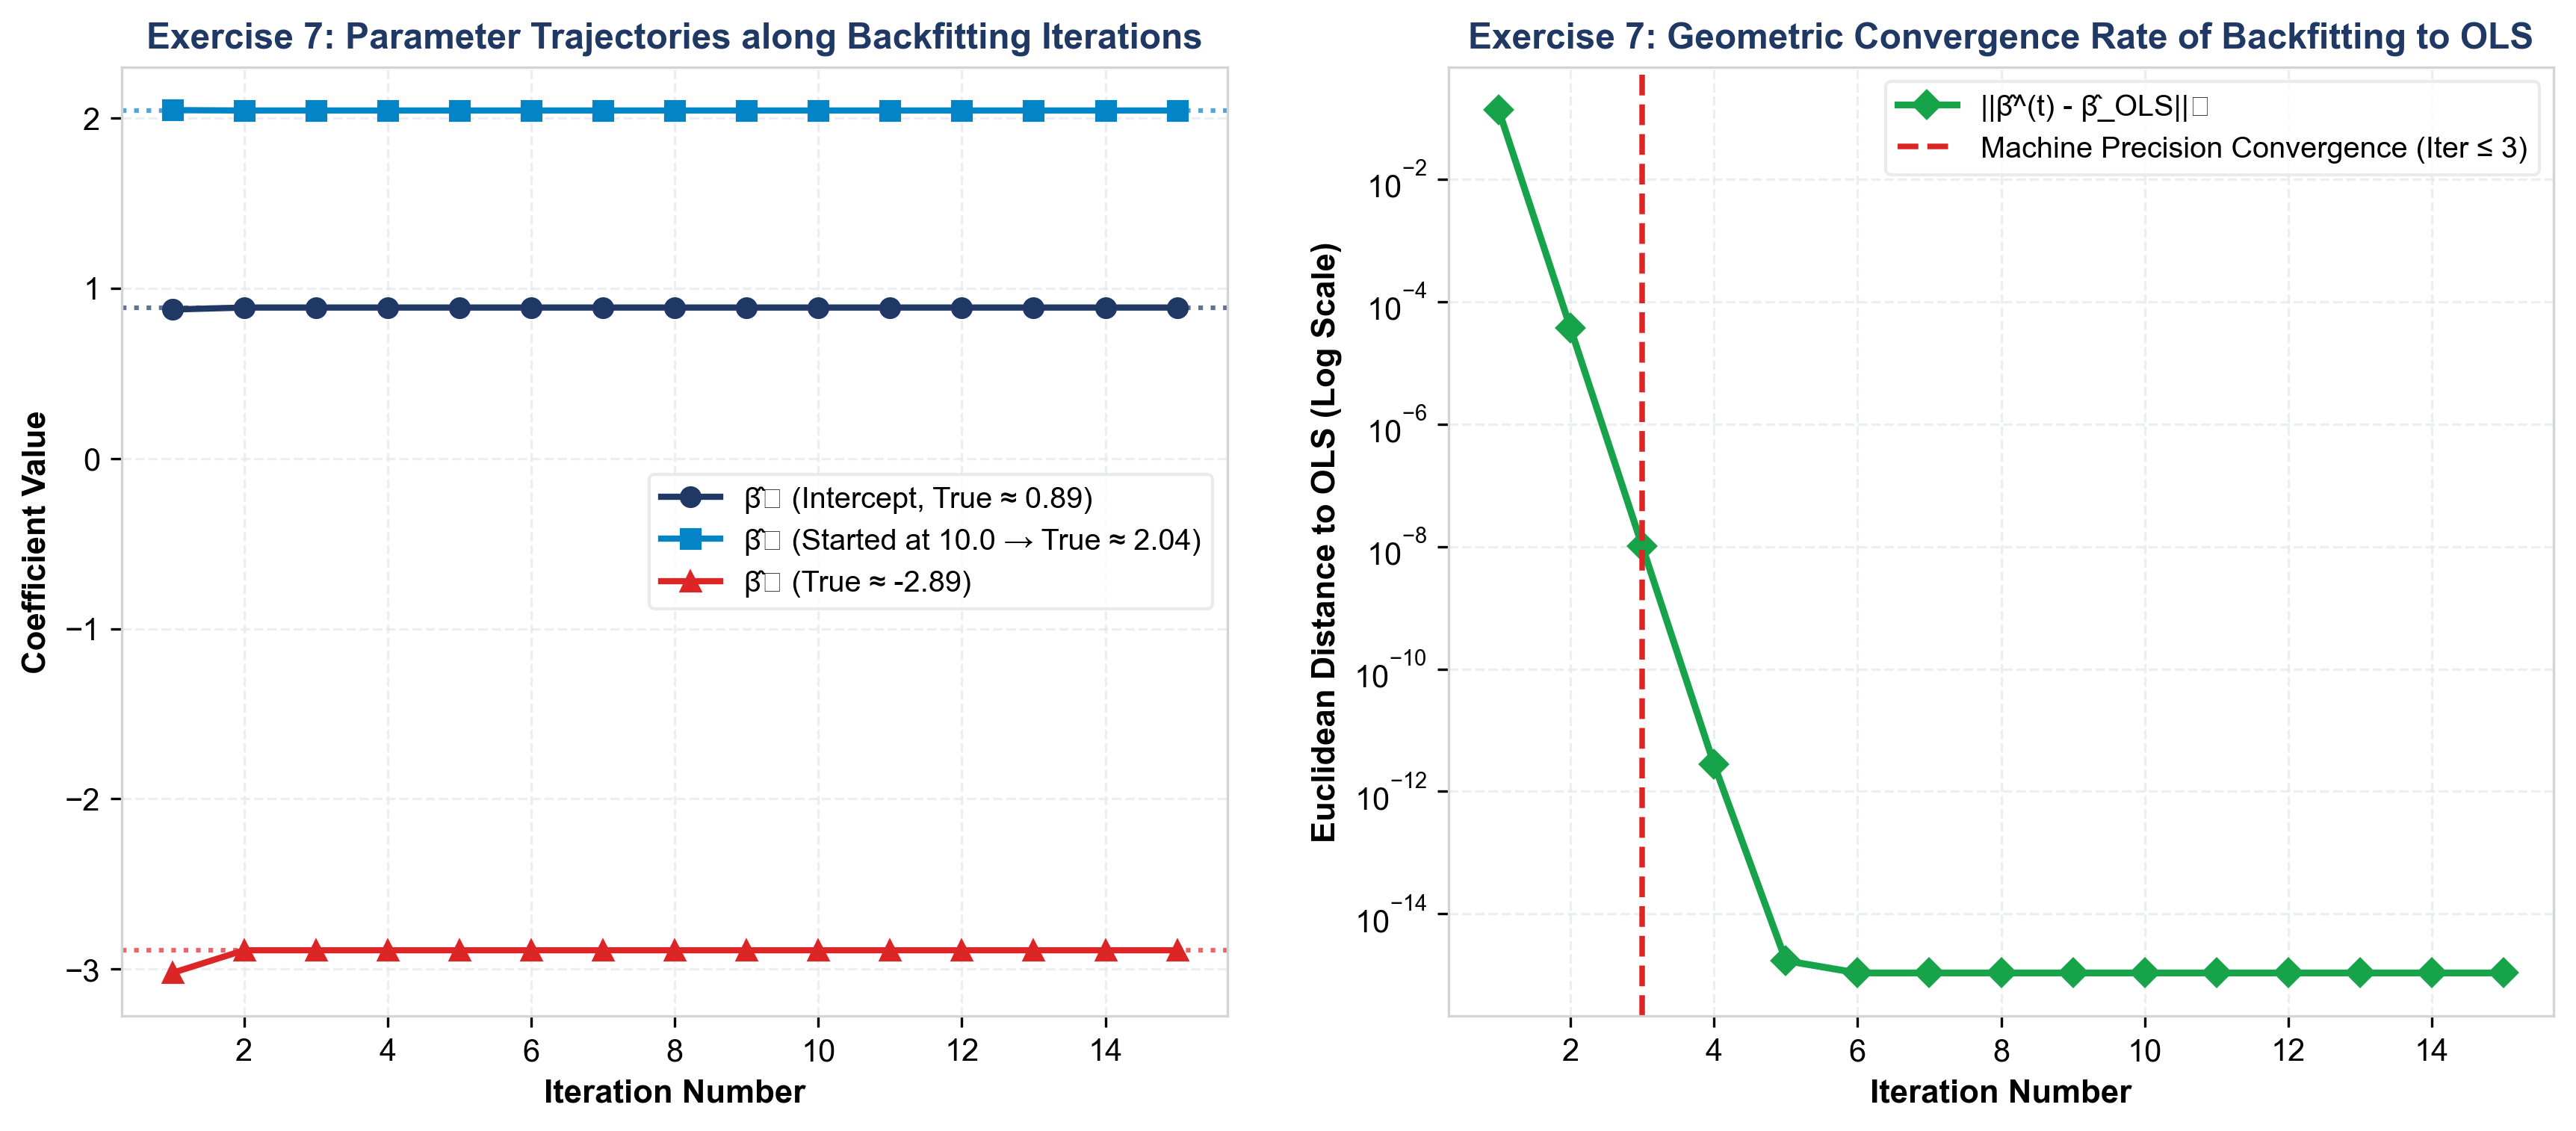 Exercise 7: Parameter Trajectories along Backfitting Iterations
Coefficient Value
2
1
0
−1
−2
−3
β̂□ (Intercept, True ≈ 0.89)
β̂□ (Started at 10.0 → True ≈ 2.04)
β̂□ (True ≈ -2.89)
2 4 6 8 10 12 14
Iteration Number
Exercise 7: Geometric Convergence Rate of Backfitting to OLS
Euclidean Distance to OLS (Log Scale)
10⁻²
10⁻⁴
10⁻⁶
10⁻⁸
10⁻¹⁰
10⁻¹²
10⁻¹⁴
||β̂^(t) - β̂_OLS||□
Machine Precision Convergence (Iter ≤ 3)
2 4 6 8 10 12 14
Iteration Number